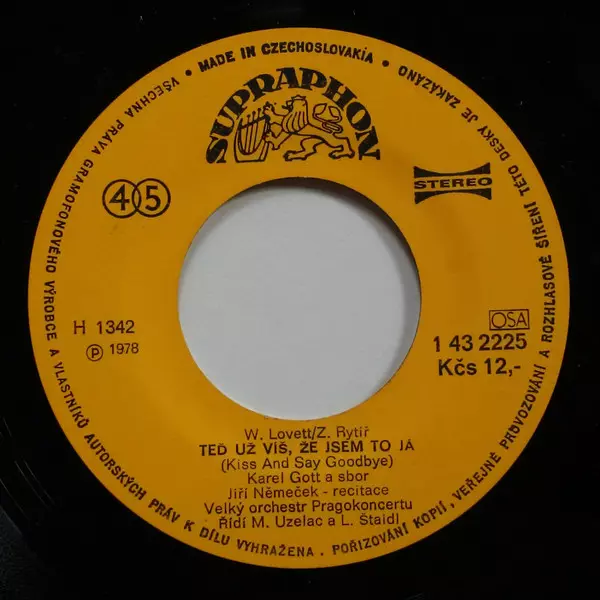 • MADE IN CZECHOSLOVAKIA •
VŠECHNA PRÁVA GRAMOFONOVÉHO VÝROBCE A VLASTNÍKŮ AUTORSKÝCH PRÁV K DÍLU VYHRAŽENA. POŘIZOVÁNÍ KOPIÍ, VEŘEJNÉ PROVOZOVÁNÍ A ROZHLASOVÉ ŠÍŘENÍ TÉTO DESKY JE ZAKÁZÁNO
SUPRAPHON
45
STEREO
H 1342
℗ 1978
OSA
1 43 2225
Kčs 12,-
W. Lovett/Z. Rytíř
TEĎ UŽ VÍŠ, ŽE JSEM TO JÁ
(Kiss And Say Goodbye)
Karel Gott a sbor
Jiří Němeček - recitace
Velký orchestr Pragokoncertu
Řídí M. Uzelac a L. Štaidl